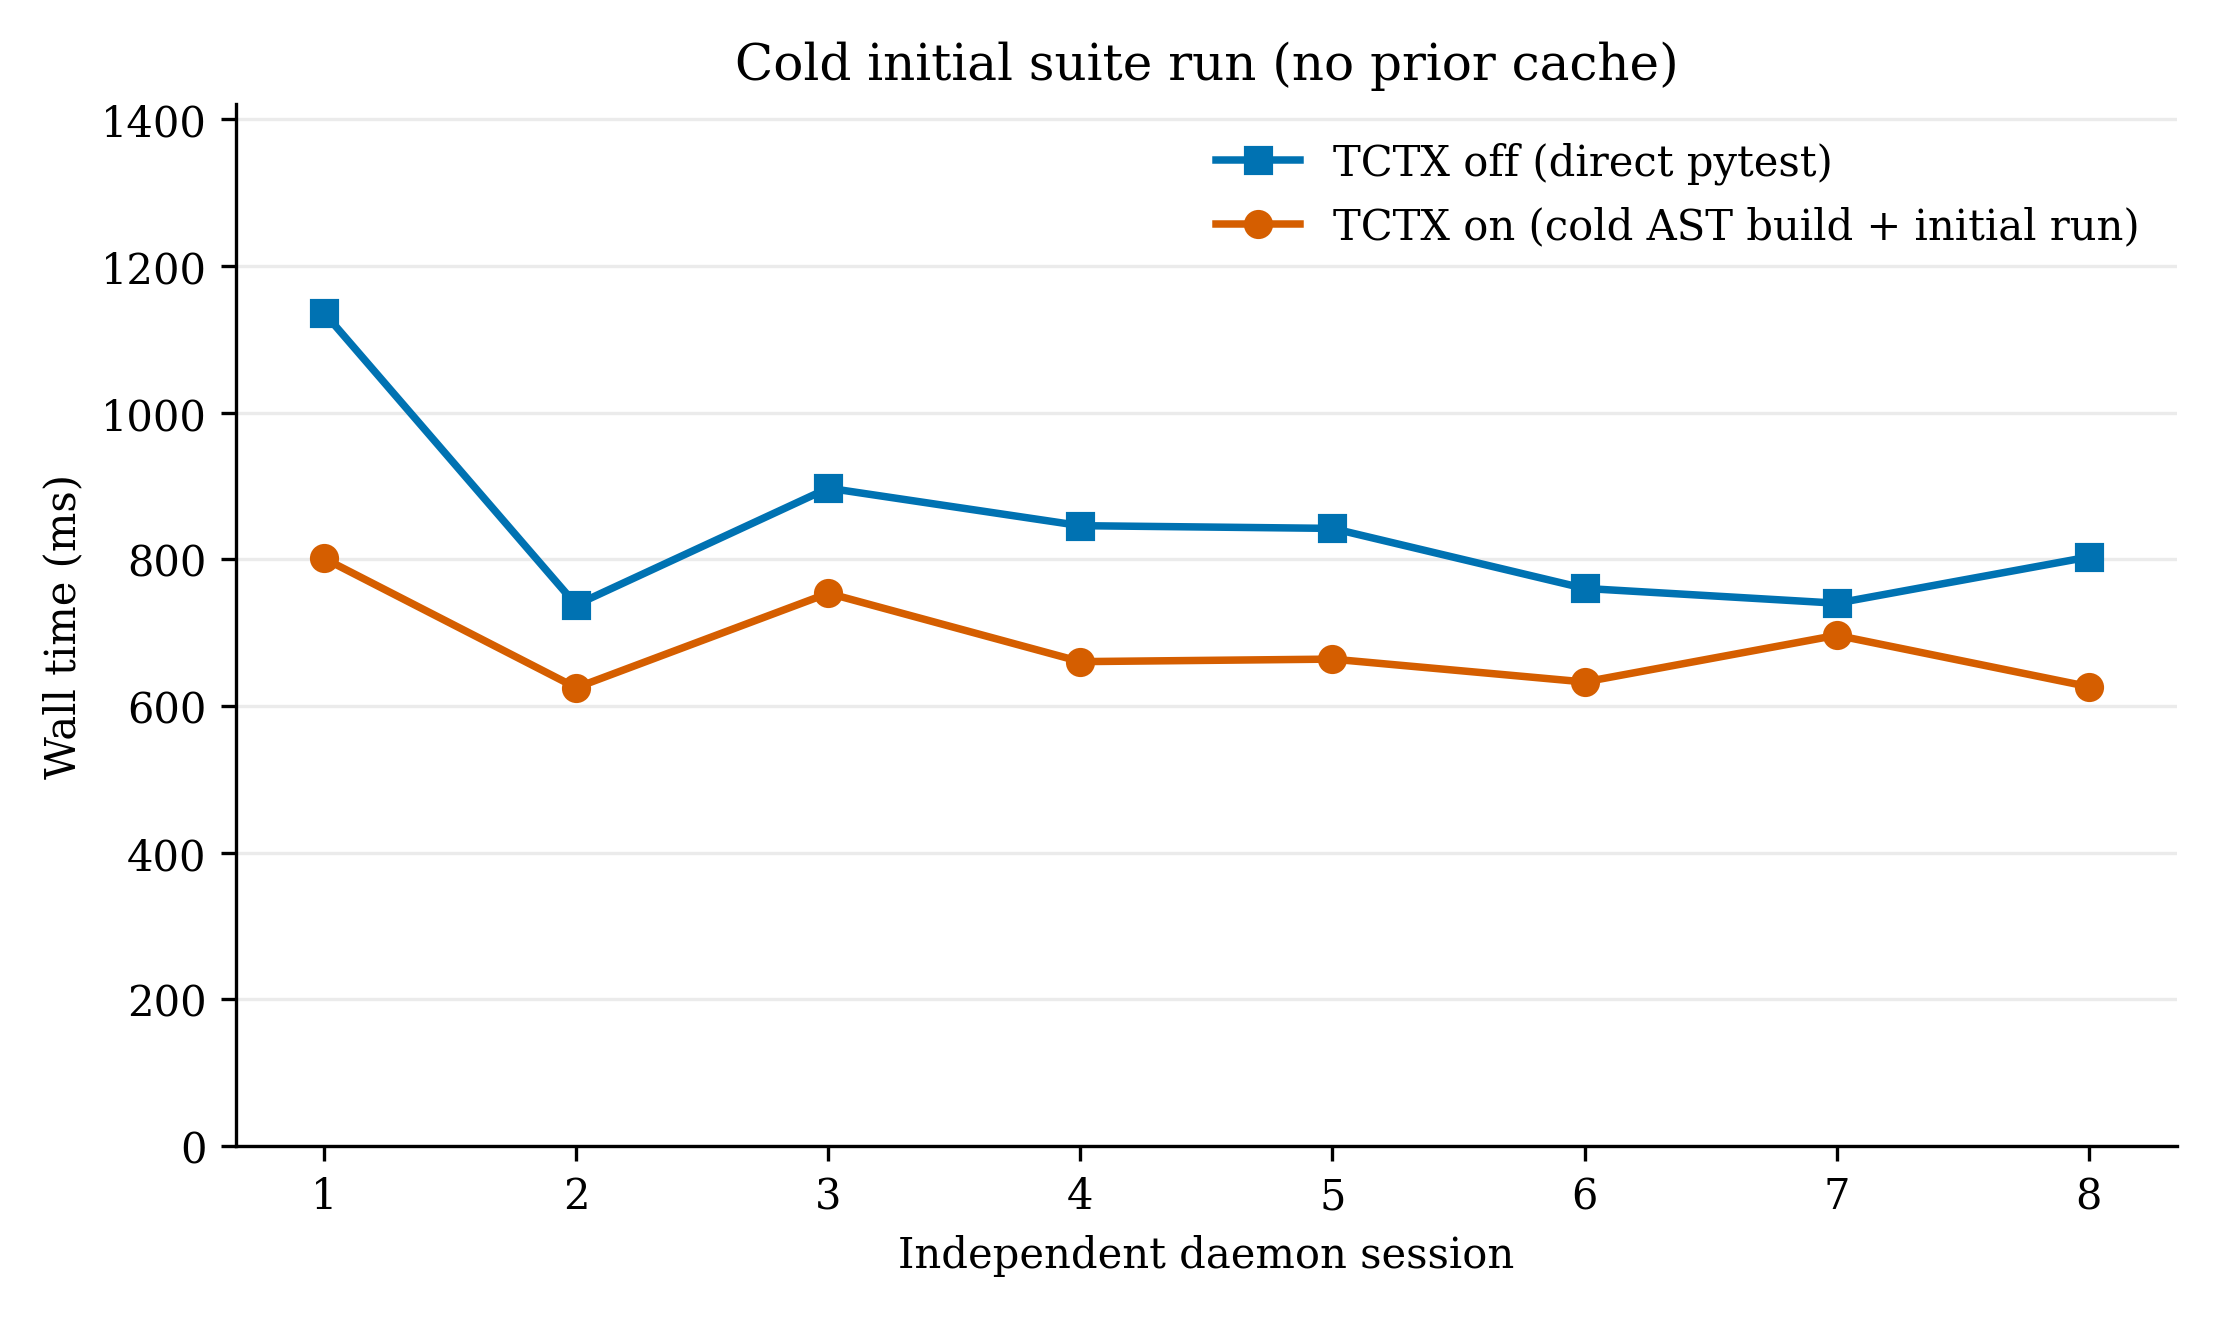 Cold initial suite run (no prior cache)
1400
1200
1000
800
600
400
200
0
Wall time (ms)
TCTX off (direct pytest)
TCTX on (cold AST build + initial run)
1 2 3 4 5 6 7 8
Independent daemon session